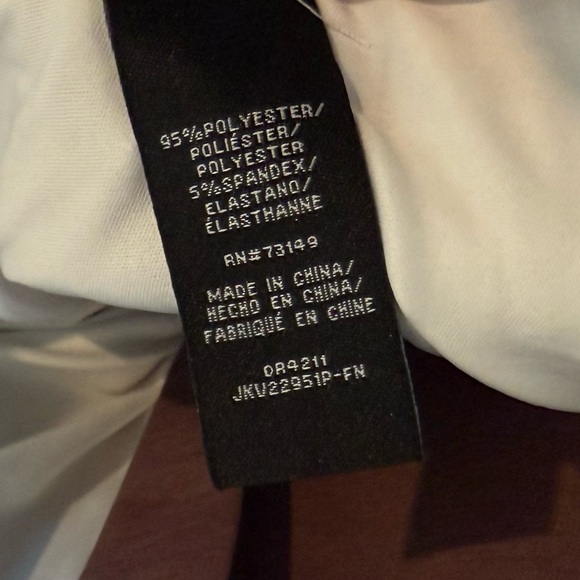 95%POLYESTER/
POLIÉSTER/
POLYESTER
5%SPANDEX/
ELASTANO/
ÉLASTHANNE
RN#73149
MADE IN CHINA/
HECHO EN CHINA/
FABRIQUÉ EN CHINE
DR4211
JKV22951P-FN